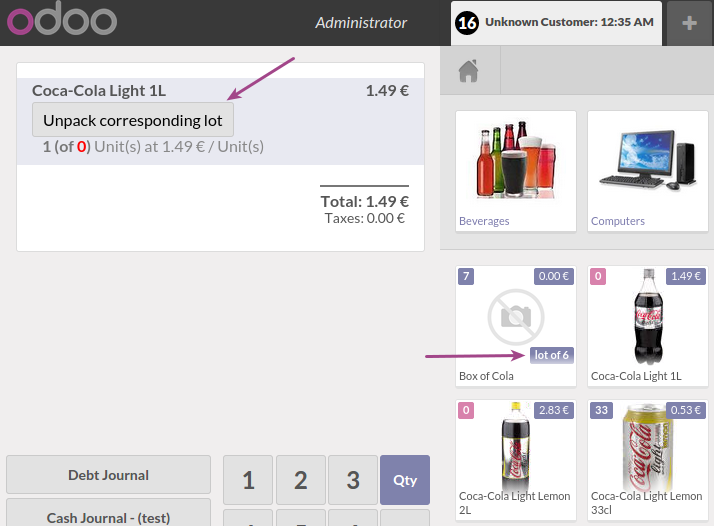 odoo
Administrator
16 Unknown Customer: 12:35 AM +
Coca-Cola Light 1L 1.49 €
Unpack corresponding lot
1 (of 0) Unit(s) at 1.49 € / Unit(s)
Total: 1.49 €
Taxes: 0.00 €
Beverages
Computers
7 0.00 €
lot of 6
Box of Cola
0 1.49 €
Coca-Cola Light 1L
0 2.83 €
Coca-Cola Light Lemon
2L
33 0.53 €
Coca-Cola light
Coca-Cola Light Lemon
33cl
Debt Journal
Cash Journal - (test)
1 2 3 Qty